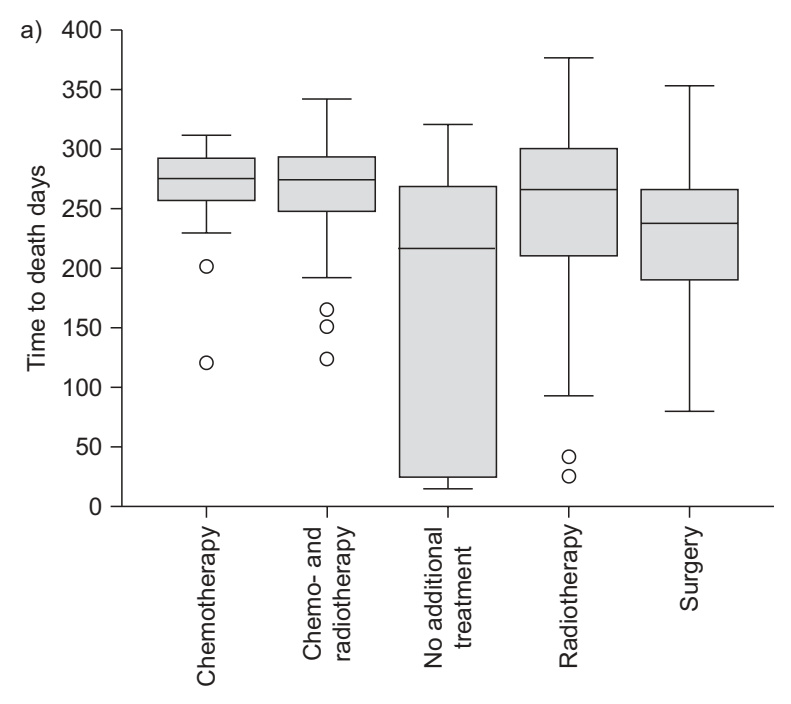 a)
400
350
300
250
200
150
100
50
0
Time to death days
Chemotherapy
Chemo- and
radiotherapy
No additional
treatment
Radiotherapy
Surgery